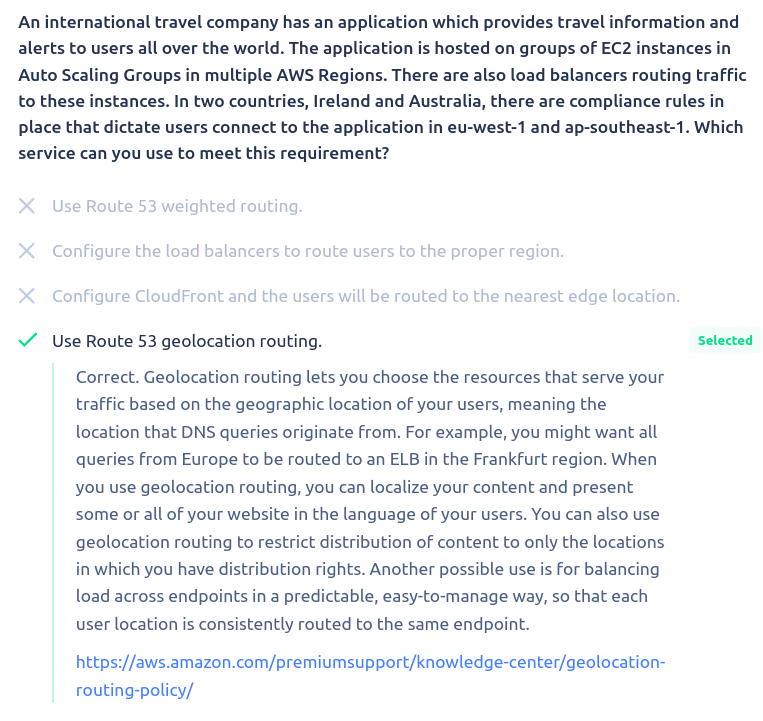 An international travel company has an application which provides travel information and
alerts to users all over the world. The application is hosted on groups of EC2 instances in
Auto Scaling Groups in multiple AWS Regions. There are also load balancers routing traffic
to these instances. In two countries, Ireland and Australia, there are compliance rules in
place that dictate users connect to the application in eu-west-1 and ap-southeast-1. Which
service can you use to meet this requirement?
Use Route 53 weighted routing.
Configure the load balancers to route users to the proper region.
Configure CloudFront and the users will be routed to the nearest edge location.
Use Route 53 geolocation routing. Selected
Correct. Geolocation routing lets you choose the resources that serve your
traffic based on the geographic location of your users, meaning the
location that DNS queries originate from. For example, you might want all
queries from Europe to be routed to an ELB in the Frankfurt region. When
you use geolocation routing, you can localize your content and present
some or all of your website in the language of your users. You can also use
geolocation routing to restrict distribution of content to only the locations
in which you have distribution rights. Another possible use is for balancing
load across endpoints in a predictable, easy-to-manage way, so that each
user location is consistently routed to the same endpoint.
https://aws.amazon.com/premiumsupport/knowledge-center/geolocation-
routing-policy/